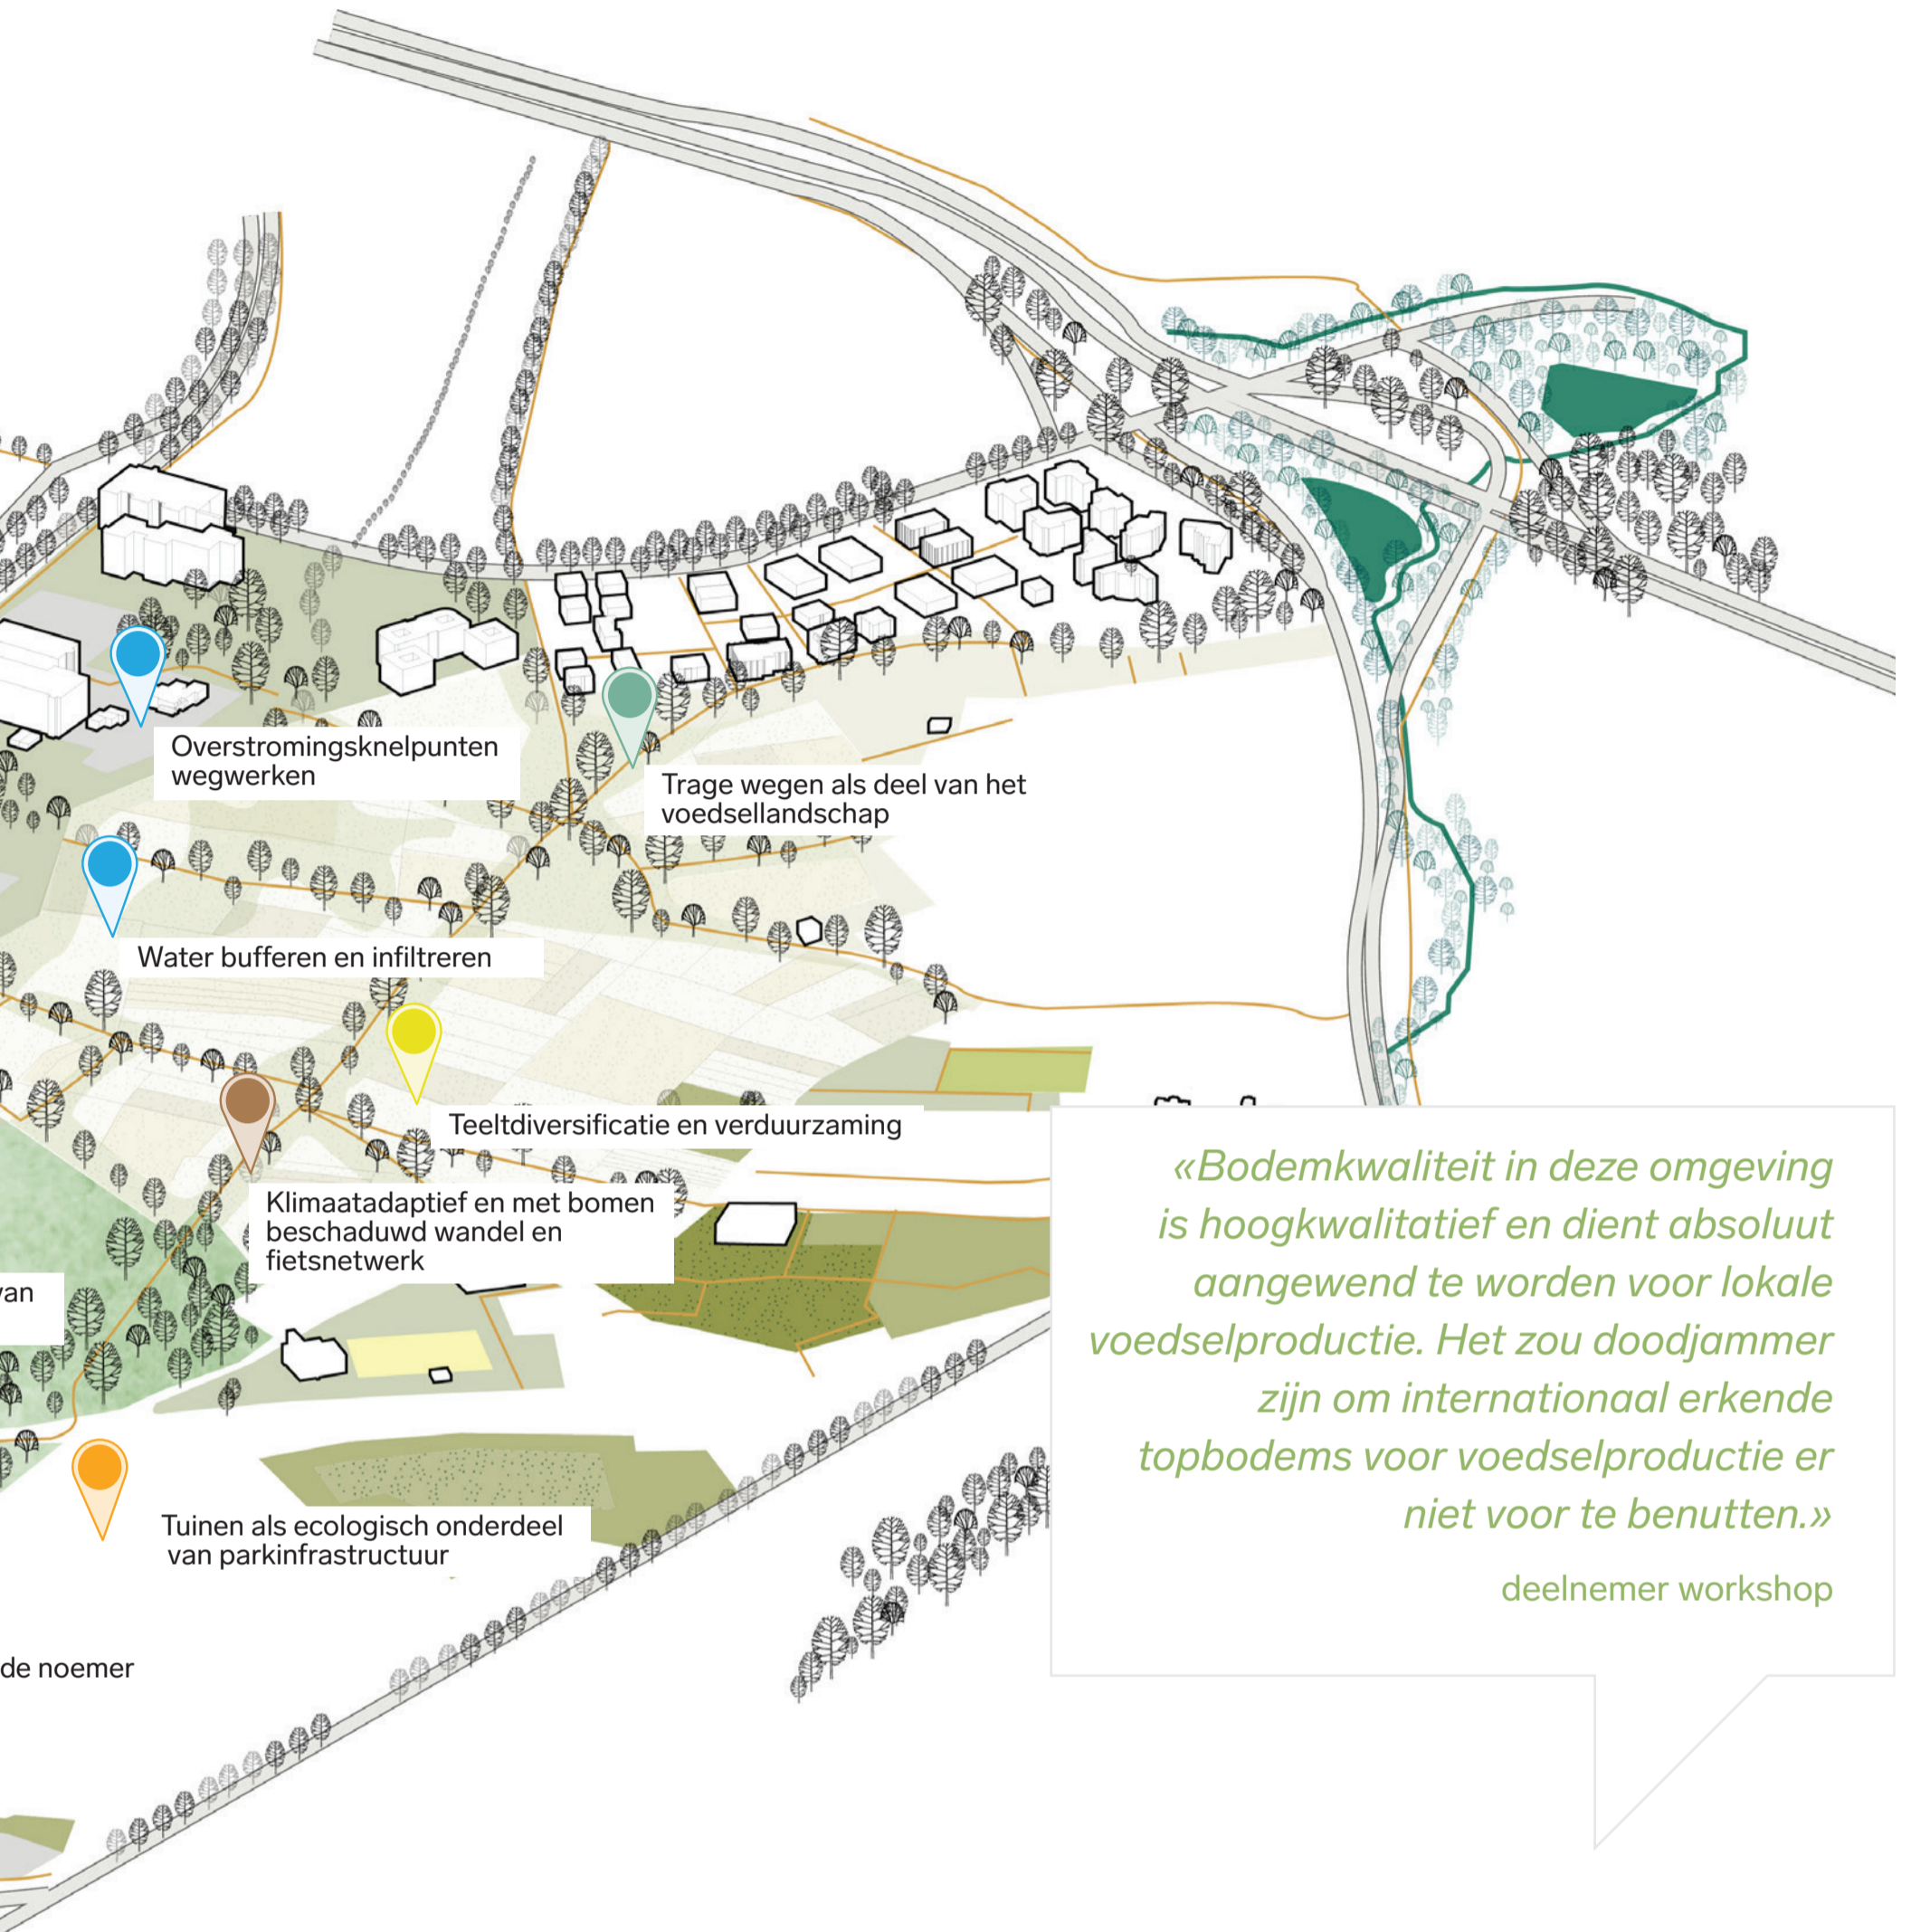 Overstromingsknelpunten
wegwerken
Trage wegen als deel van het
voedsellandschap
Water bufferen en infiltreren
Teeltdiversificatie en verduurzaming
Klimaatadaptief en met bomen
beschaduwd wandel en
fietsnetwerk
van
Tuinen als ecologisch onderdeel
van parkinfrastructuur
de noemer
«Bodemkwaliteit in deze omgeving
is hoogkwalitatief en dient absoluut
aangewend te worden voor lokale
voedselproductie. Het zou doodjammer
zijn om internationaal erkende
topbodems voor voedselproductie er
niet voor te benutten.»
deelnemer workshop